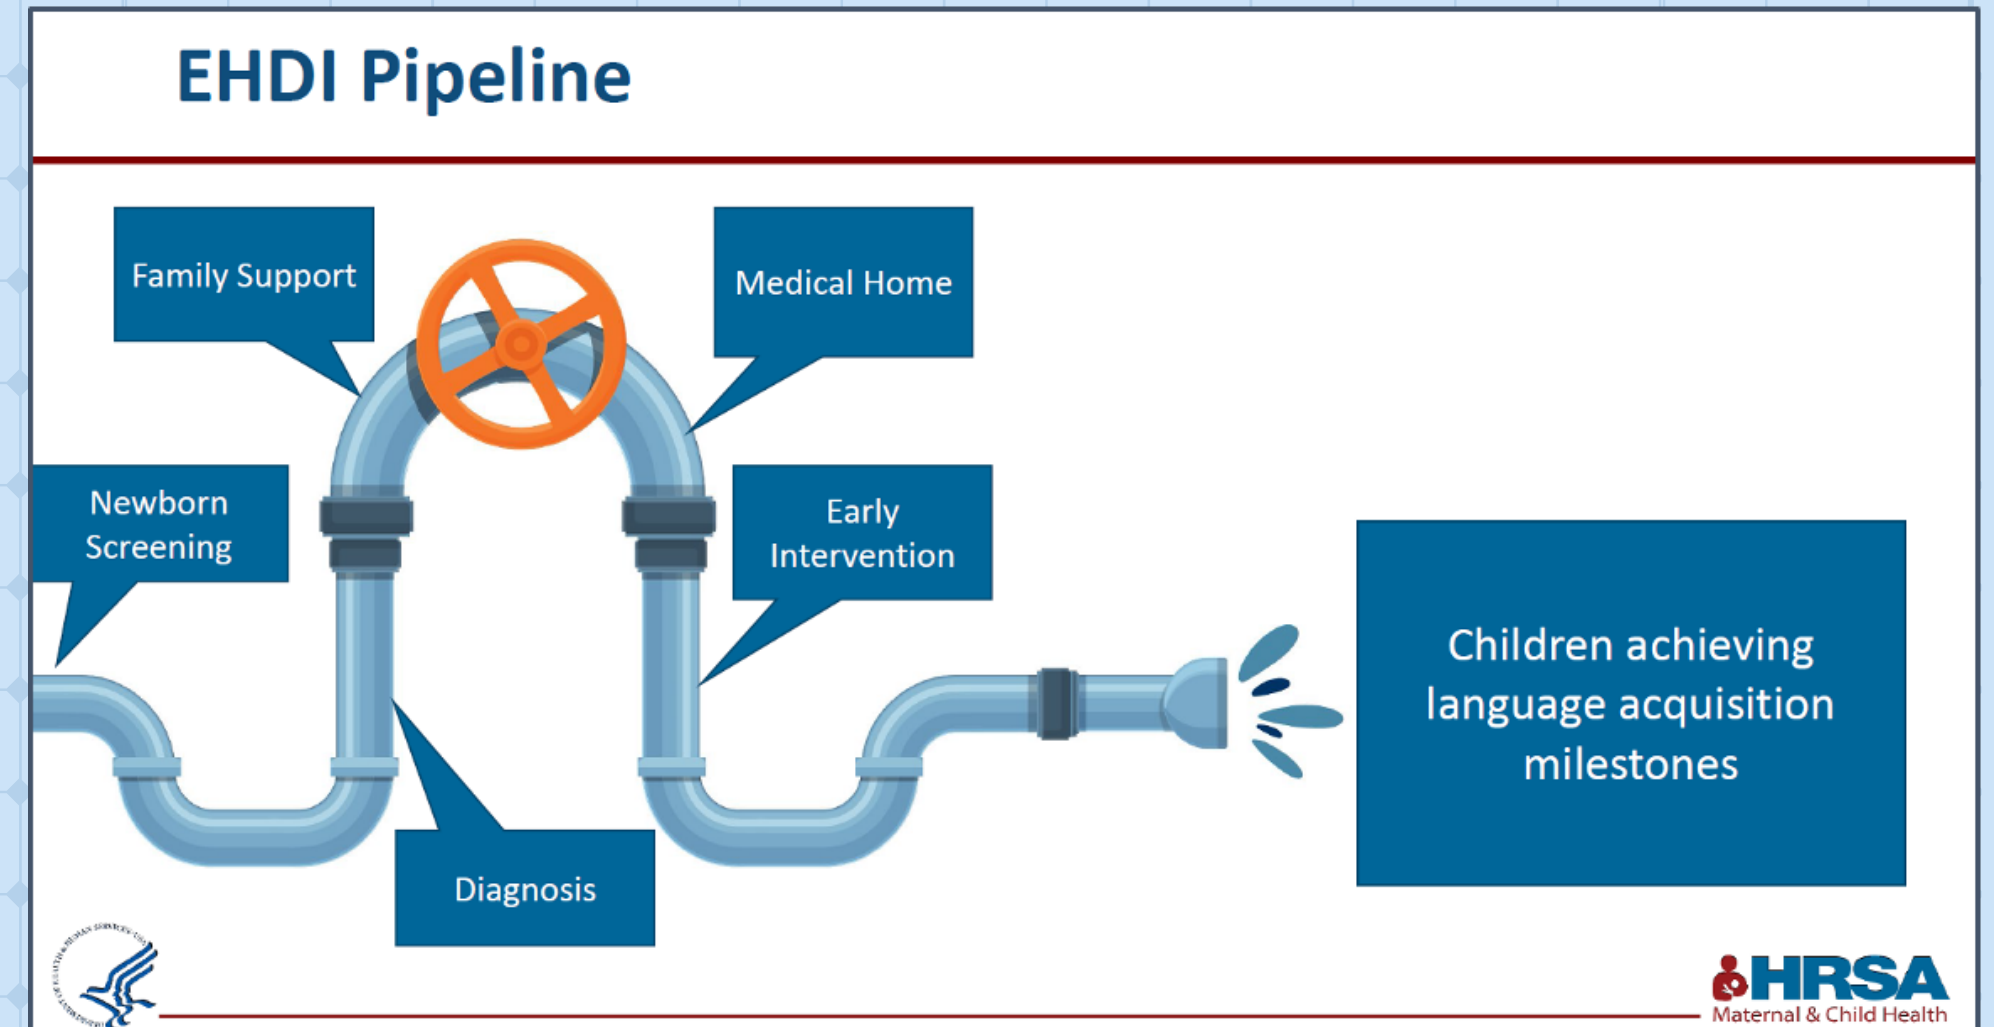 EHDI Pipeline
Family Support
Medical Home
Newborn
Screening
Early
Intervention
Children achieving
language acquisition
milestones
Diagnosis
HRSA
Maternal & Child Health